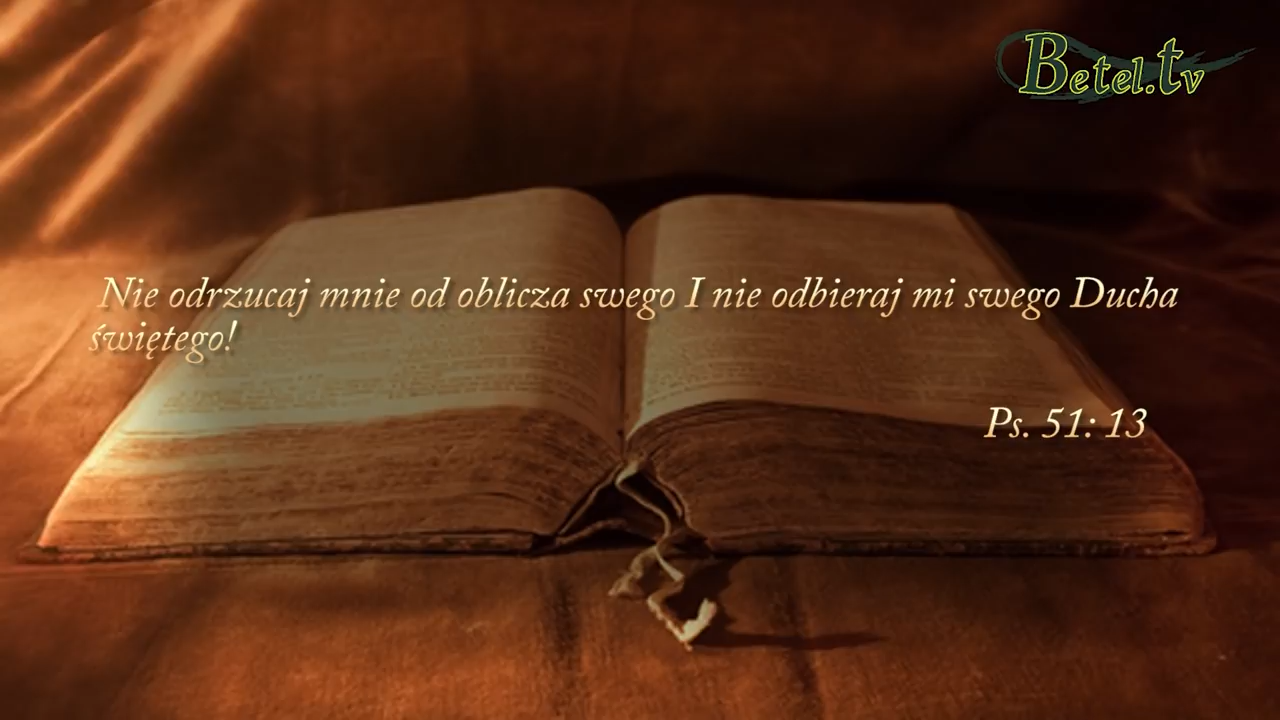 Betel.tv
Nie odrzucaj mnie od oblicza swego I nie odbieraj mi swego Ducha
świętego!
Ps. 51: 13